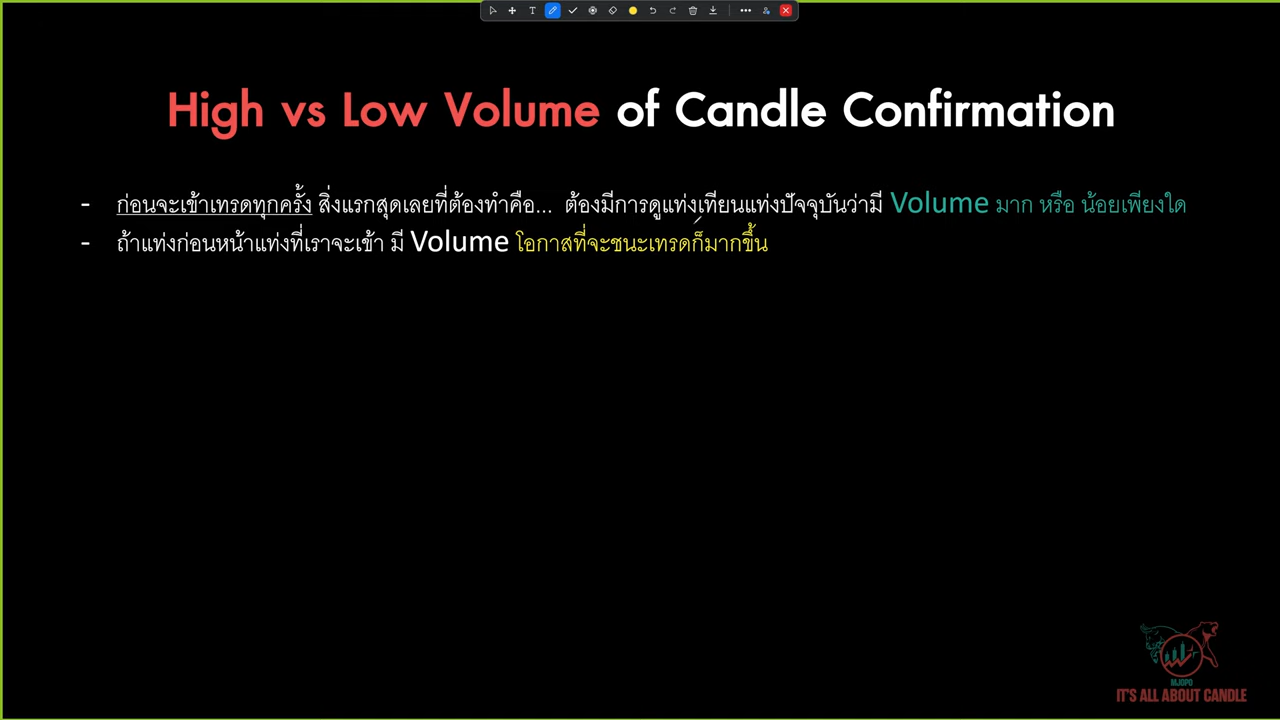 High vs Low Volume of Candle Confirmation
- ก่อนจะเข้าเทรดทุกครั้ง สิ่งแรกสุดเลยที่ต้องทำคือ... ต้องมีการดูแท่งเทียนแท่งปัจจุบันว่ามี Volume มาก หรือ น้อยเพียงใด
- ถ้าแท่งก่อนหน้าแท่งที่เราจะเข้า มี Volume โอกาสที่จะชนะเทรดก็มากขึ้น
MJOPO
IT'S ALL ABOUT CANDLE